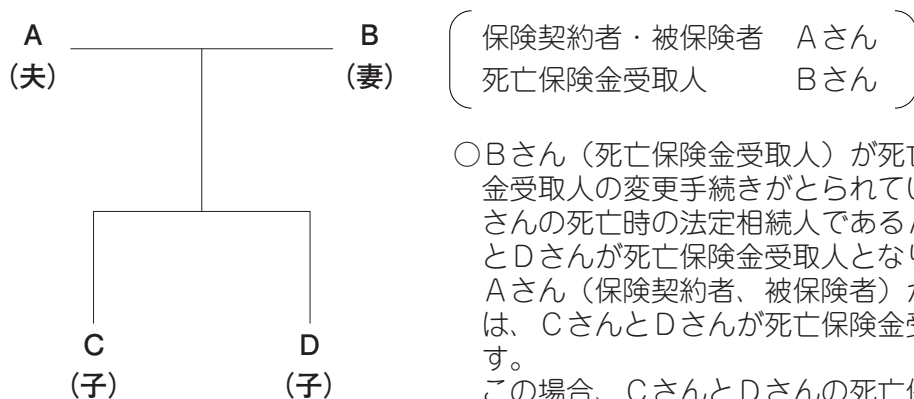 A B
(夫) (妻)
C D
(子) (子)
保険契約者・被保険者 Aさん
死亡保険金受取人 Bさん
○Bさん（死亡保険金受取人）が死亡
金受取人の変更手続きがとられてい
さんの死亡時の法定相続人である
とDさんが死亡保険金受取人とな
Aさん（保険契約者、被保険者）
は、CさんとDさんが死亡保険金
す。
この場合、CさんとDさんの死亡